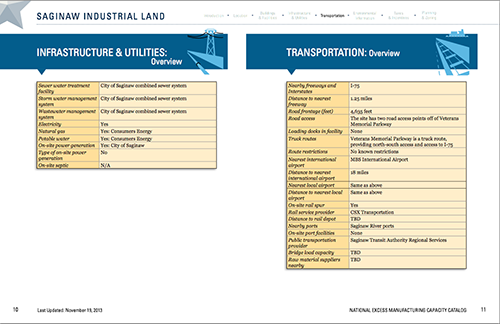 SAGINAW INDUSTRIAL LAND
Transportation
INFRASTRUCTURE & UTILITIES:
Overview
Sewer water treatment facility City of Saginaw combined sewer system
Storm water management system City of Saginaw combined sewer system
Wastewater management system City of Saginaw combined sewer system
Electricity Yes
Natural gas Yes: Consumers Energy
Potable water Yes: Consumers Energy
On-site power generation Yes: City of Saginaw
Type of on-site power generation No
On-site septic N/A
10 Last Updated: November 19, 2013
TRANSPORTATION: Overview
Nearby freeways and interstates I-75
Distance to nearest freeway 1.25 miles
Road frontage (feet) 4,635 feet
Road access The site has two road access points off of Veterans Memorial Parkway
Loading docks in facility None
Truck routes Veterans Memorial Parkway is a truck route, providing north-south access and access to I-75
Route restrictions No known restrictions
Nearest international airport MBS International Airport
Distance to nearest international airport 18 miles
Nearest local airport Same as above
Distance to nearest local airport Same as above
On-site rail spur Yes
Rail service provider CSX Transportation
Distance to rail depot TBD
Nearby ports Saginaw River ports
On-site port facilities None
Public transportation provider Saginaw Transit Authority Regional Services
Bridge load capacity TBD
Raw material suppliers nearby TBD
NATIONAL EXCESS MANUFACTURING CAPACITY CATALOG 11